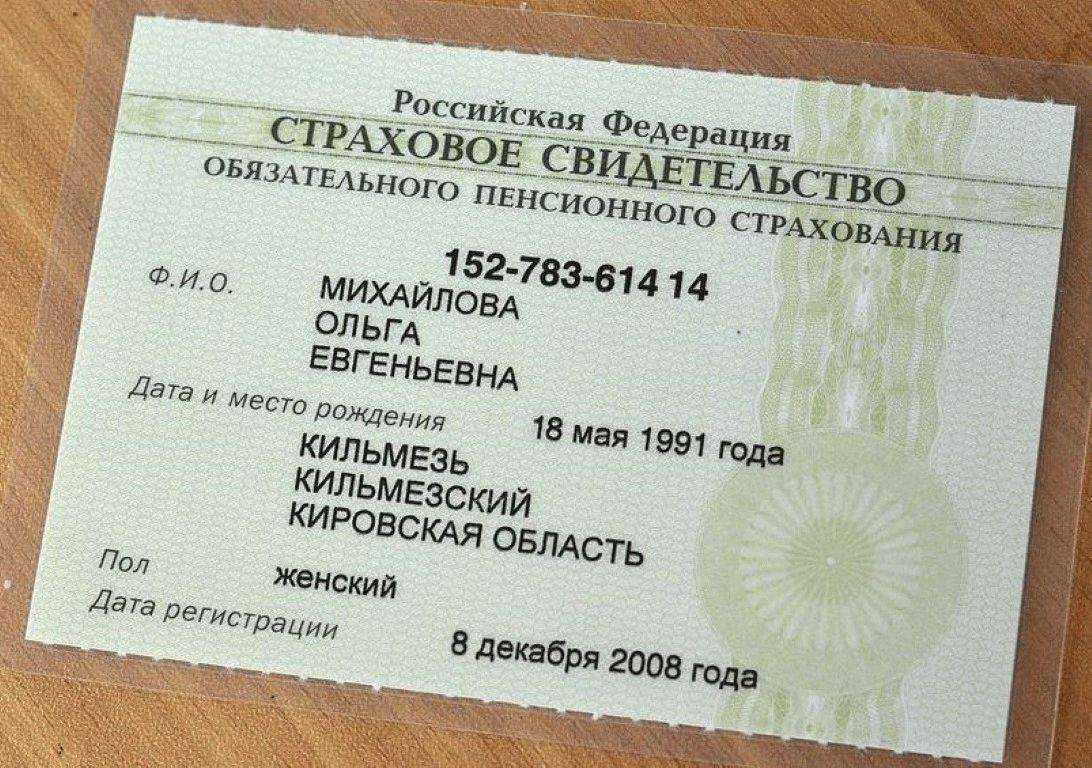 Российская Федерация
СТРАХОВОЕ СВИДЕТЕЛЬСТВО
ОБЯЗАТЕЛЬНОГО ПЕНСИОННОГО СТРАХОВАНИЯ
152-783-614 14
Ф.И.О. МИХАЙЛОВА
ОЛЬГА
ЕВГЕНЬЕВНА
Дата и место рождения 18 мая 1991 года
КИЛЬМЕЗЬ
КИЛЬМЕЗСКИЙ
КИРОВСКАЯ ОБЛАСТЬ
Пол женский
Дата регистрации 8 декабря 2008 года